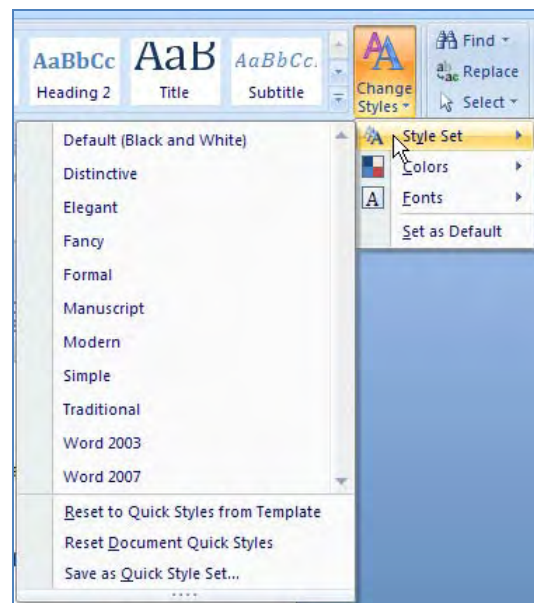 AaBbCc AaB AaBbCc.
Heading 2 Title Subtitle
Change Styles
Find
Replace
Select
Style Set
Colors
Fonts
Set as Default
Default (Black and White)
Distinctive
Elegant
Fancy
Formal
Manuscript
Modern
Simple
Traditional
Word 2003
Word 2007
Reset to Quick Styles from Template
Reset Document Quick Styles
Save as Quick Style Set...